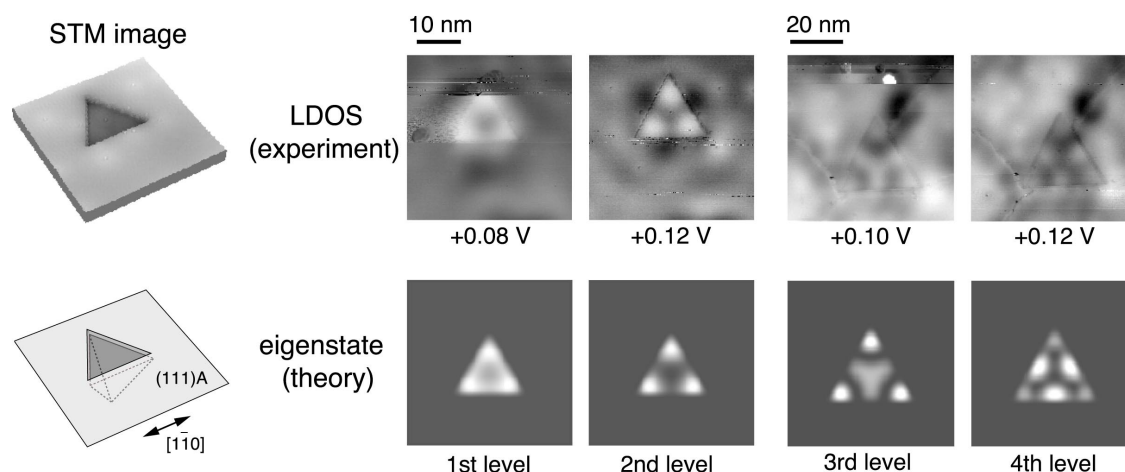 STM image
10 nm
20 nm
LDOS
(experiment)
+0.08 V
+0.12 V
+0.10 V
+0.12 V
(111)A
[11̄0]
eigenstate
(theory)
1st level
2nd level
3rd level
4th level